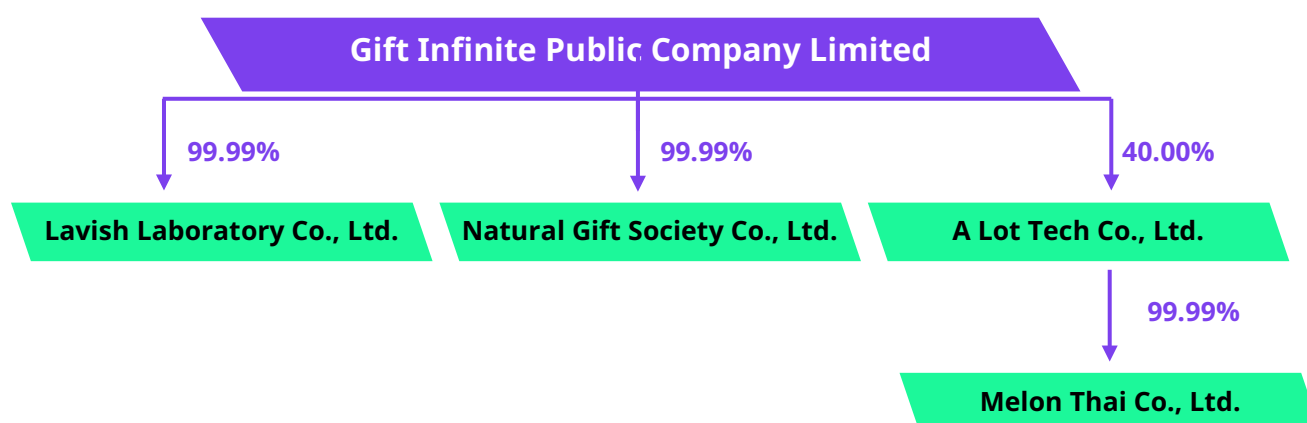 Gift Infinite Public Company Limited
99.99%
99.99%
40.00%
Lavish Laboratory Co., Ltd.
Natural Gift Society Co., Ltd.
A Lot Tech Co., Ltd.
99.99%
Melon Thai Co., Ltd.